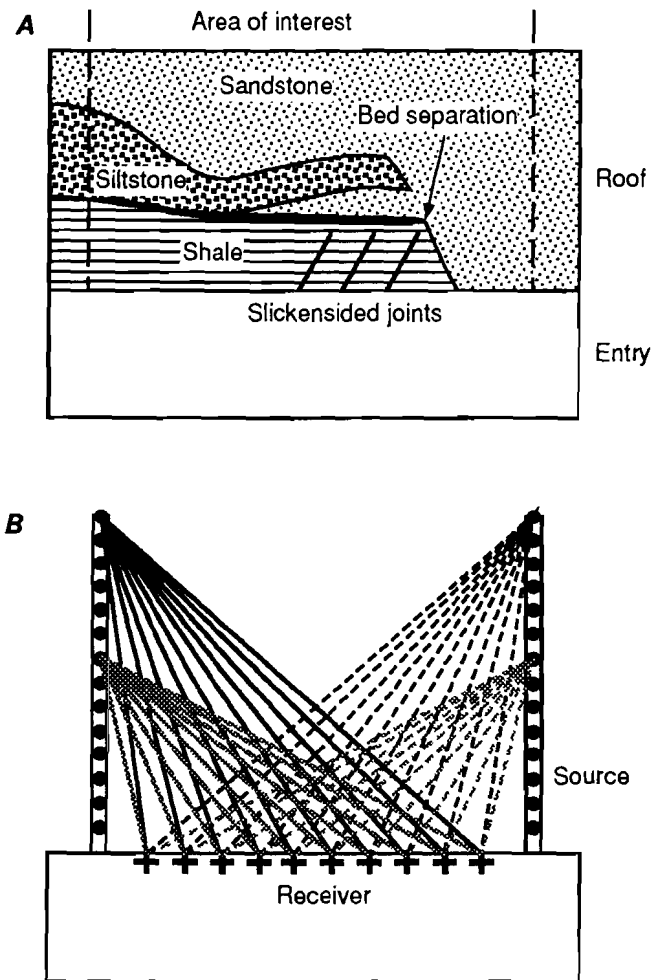 A
Area of interest
Sandstone
Bed separation
Siltstone
Roof
Shale
Slickensided joints
Entry
B
Source
Receiver